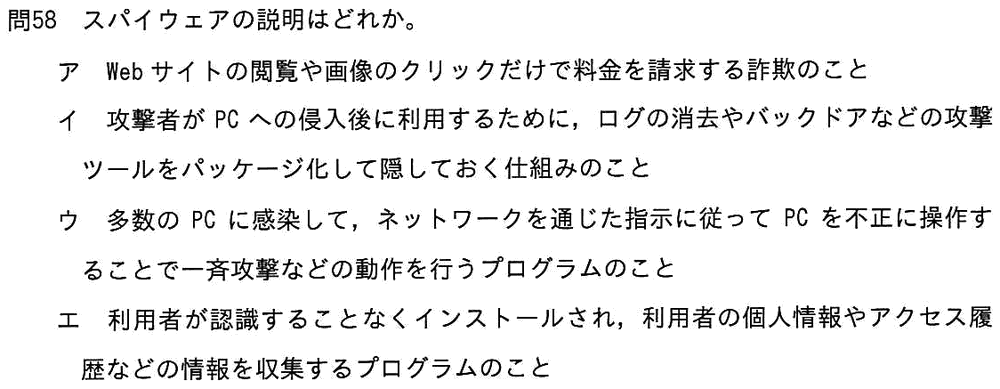 問58 スパイウェアの説明はどれか。
ア Webサイトの閲覧や画像のクリックだけで料金を請求する詐欺のこと
イ 攻撃者が PC への侵入後に利用するために，ログの消去やバックドアなどの攻撃
ツールをパッケージ化して隠しておく仕組みのこと
ウ 多数の PC に感染して，ネットワークを通じた指示に従って PC を不正に操作す
ることで一斉攻撃などの動作を行うプログラムのこと
エ 利用者が認識することなくインストールされ，利用者の個人情報やアクセス履
歴などの情報を収集するプログラムのこと